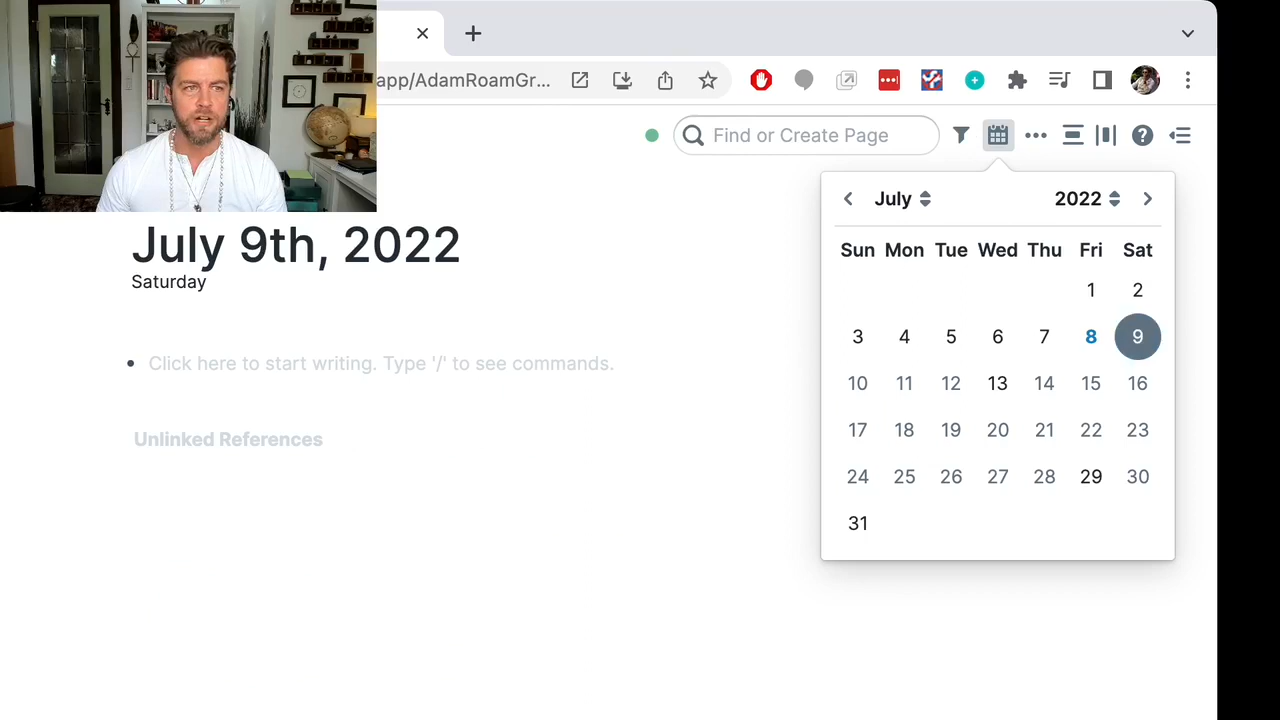 app/AdamRoamGr...
Find or Create Page
July 2022
Sun Mon Tue Wed Thu Fri Sat
1 2
3 4 5 6 7 8 9
10 11 12 13 14 15 16
17 18 19 20 21 22 23
24 25 26 27 28 29 30
31
July 9th, 2022
Saturday
Click here to start writing. Type '/' to see commands.
Unlinked References